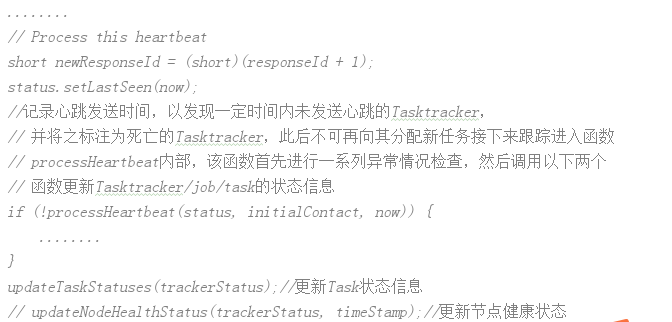 ........
// Process this heartbeat
short newResponseId = (short)(responseId + 1);
status.setLastSeen(now);
//记录心跳发送时间，以发现一定时间内未发送心跳的Tasktracker，
// 并将之标注为死亡的Tasktracker，此后不可再向其分配新任务接下来跟踪进入函数
// processHeartbeat内部，该函数首先进行一系列异常情况检查，然后调用以下两个
// 函数更新Tasktracker/job/task的状态信息
if (!processHeartbeat(status, initialContact, now)) {
........
}
updateTaskStatuses(trackerStatus);//更新Task状态信息
// updateNodeHealthStatus(trackerStatus, timeStamp);//更新节点健康状态